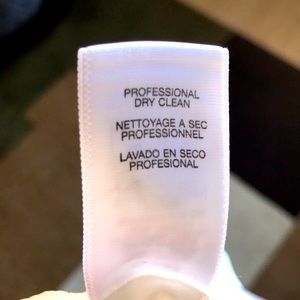 PROFESSIONAL
DRY CLEAN
NETTOYAGE A SEC
PROFESSIONNEL
LAVADO EN SECO
PROFESIONAL